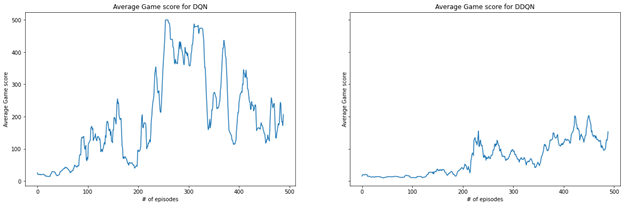 Average Game score for DQN
Average Game score
500
400
300
200
100
0
0 100 200 300 400 500
# of episodes
Average Game score for DDQN
Average Game score
0 100 200 300 400 500
# of episodes